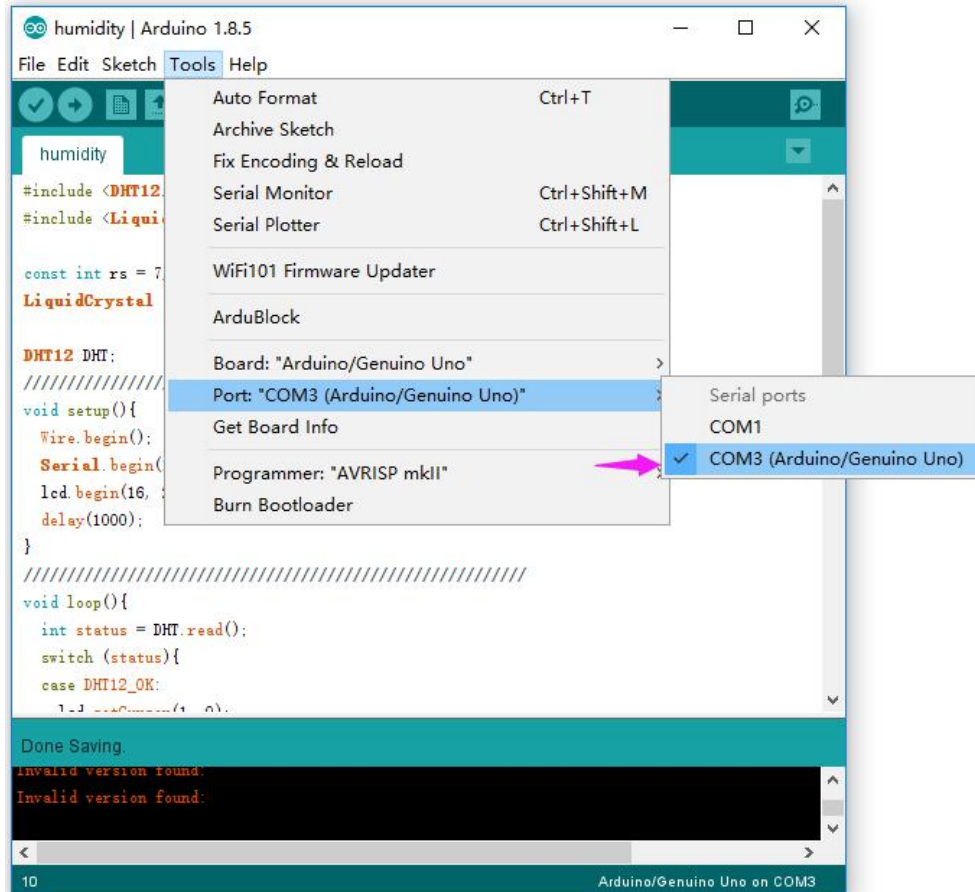 humidity | Arduino 1.8.5
File Edit Sketch Tools Help
Auto Format Ctrl+T
Archive Sketch
Fix Encoding & Reload
Serial Monitor Ctrl+Shift+M
Serial Plotter Ctrl+Shift+L
WiFi101 Firmware Updater
ArduBlock
Board: "Arduino/Genuino Uno"
Port: "COM3 (Arduino/Genuino Uno)"
Get Board Info
Programmer: "AVRISP mkII"
Burn Bootloader
Serial ports
COM1
COM3 (Arduino/Genuino Uno)
humidity
#include <DHT12.
#include <Liqui
const int rs = 7,
LiquidCrystal
DHT12 DHT;
////////////////
void setup(){
Wire.begin();
Serial.begin(
lcd.begin(16,
delay(1000);
}
////////////////////////////////////////////////////////
void loop(){
int status = DHT.read();
switch (status){
case DHT12_OK:
lcd.setCursor(1, 0);
Done Saving.
Invalid version found:
Invalid version found:
10 Arduino/Genuino Uno on COM3